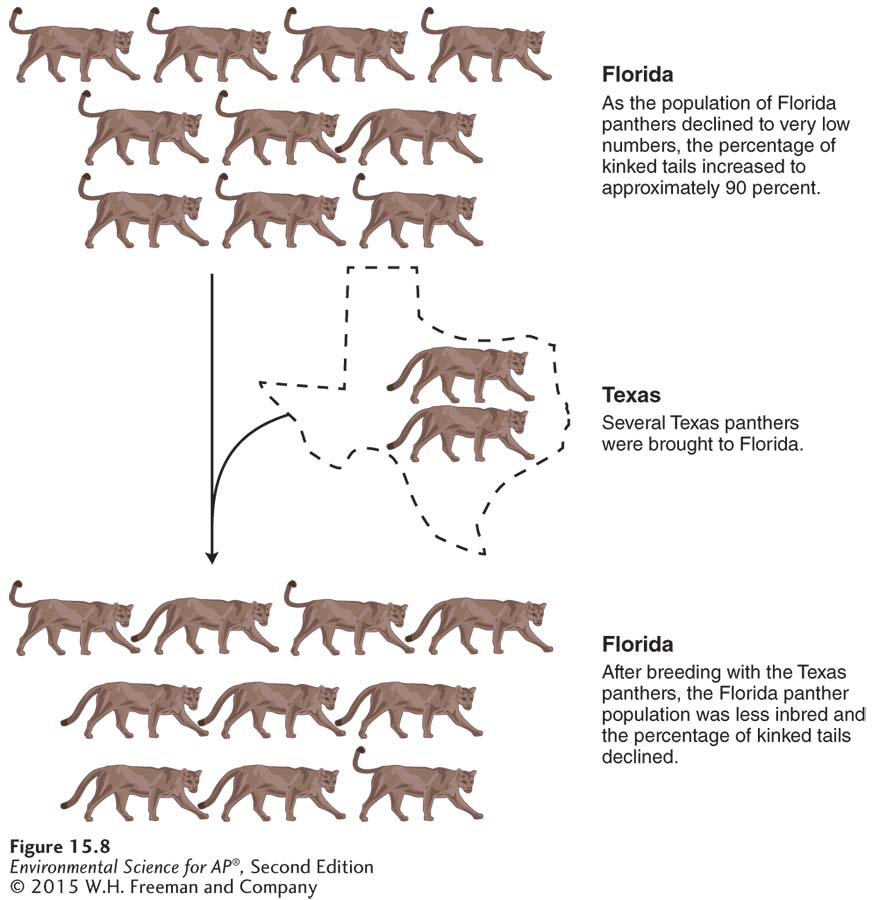 Florida
As the population of Florida
panthers declined to very low
numbers, the percentage of
kinked tails increased to
approximately 90 percent.
Texas
Several Texas panthers
were brought to Florida.
Florida
After breeding with the Texas
panthers, the Florida panther
population was less inbred and
the percentage of kinked tails
declined.
Figure 15.8
Environmental Science for AP®, Second Edition
© 2015 W.H. Freeman and Company